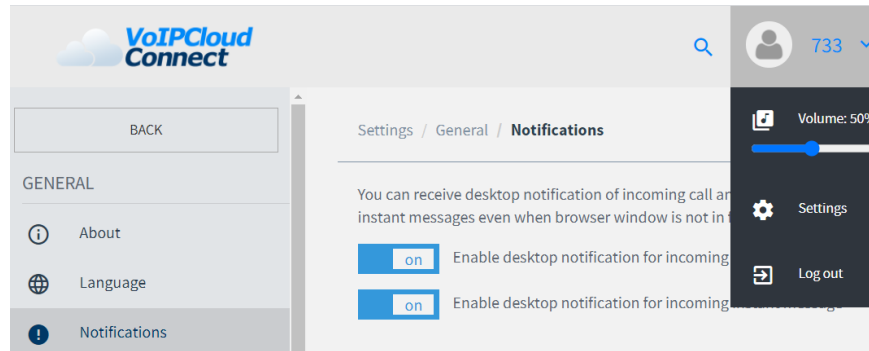 VoIPCloud
Connect
733
BACK
GENERAL
About
Language
Notifications
Settings / General / Notifications
You can receive desktop notification of incoming call
instant messages even when browser window is not in
on Enable desktop notification for incoming
on Enable desktop notification for incoming
Volume: 50%
Settings
Log out